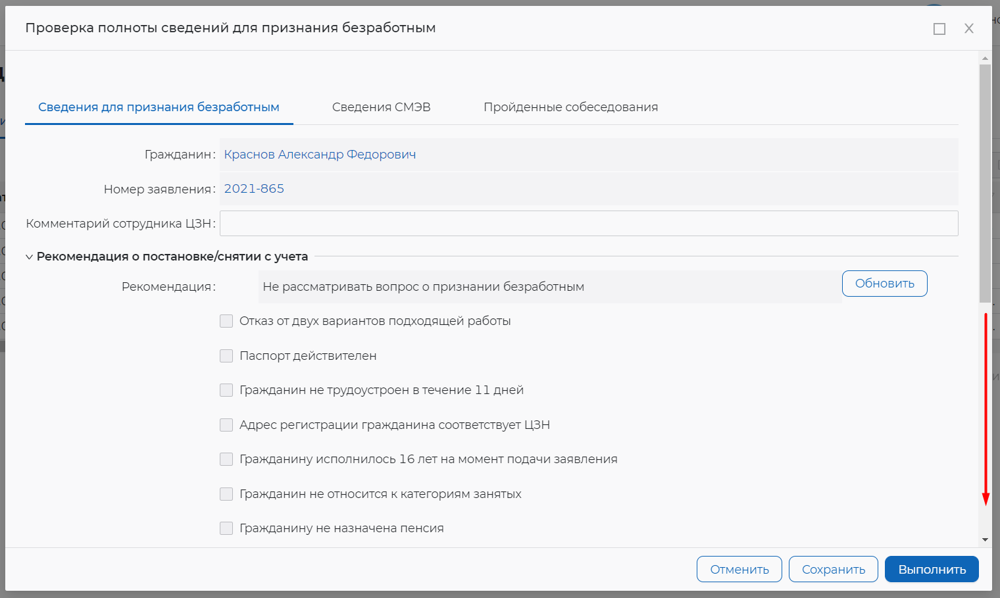 Проверка полноты сведений для признания безработным
Сведения для признания безработным Сведения СМЭВ Пройденные собеседования
Гражданин: Краснов Александр Федорович
Номер заявления: 2021-865
Комментарий сотрудника ЦЗН:
Рекомендация о постановке/снятии с учета
Рекомендация: Не рассматривать вопрос о признании безработным Обновить
Отказ от двух вариантов подходящей работы
Паспорт действителен
Гражданин не трудоустроен в течение 11 дней
Адрес регистрации гражданина соответствует ЦЗН
Гражданину исполнилось 16 лет на момент подачи заявления
Гражданин не относится к категориям занятых
Гражданину не назначена пенсия
Отменить Сохранить Выполнить